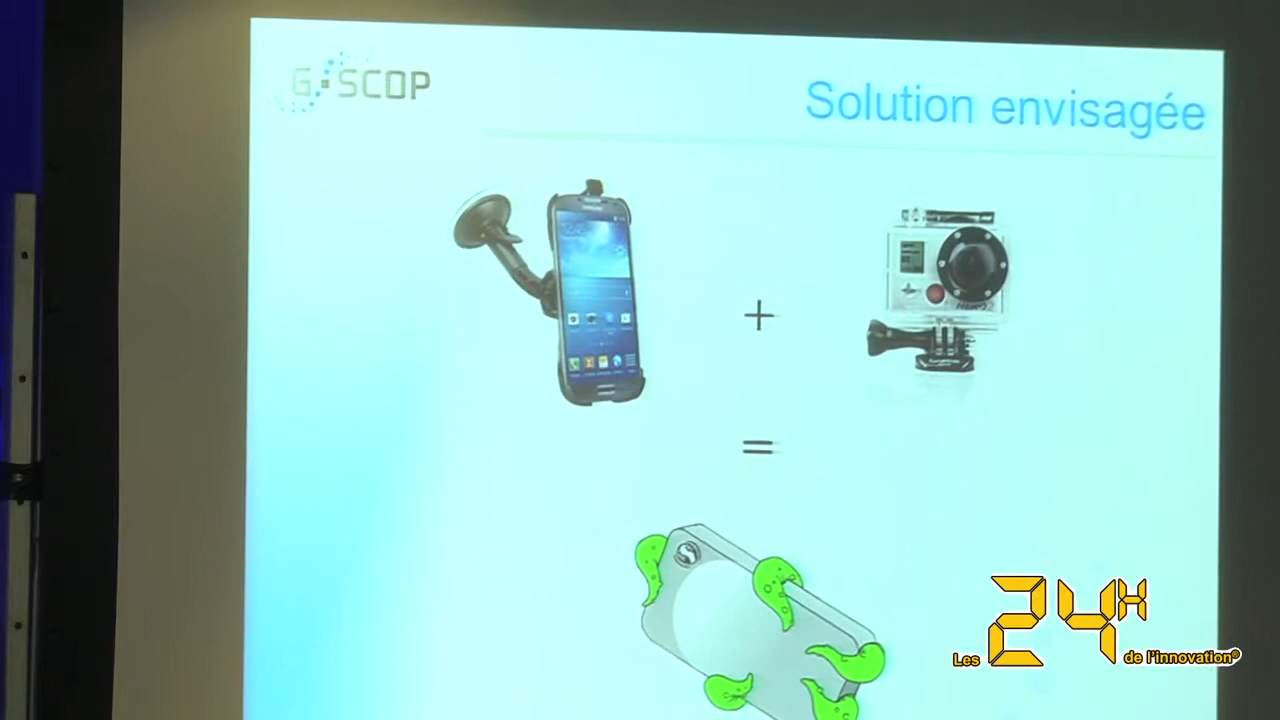 G·SCOP
Solution envisagée
+
=
Les 24H
de l'innovation®